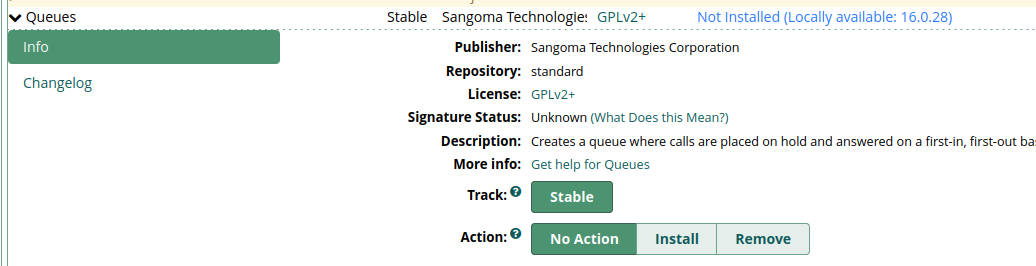 Queues Stable Sangoma Technologies GPLv2+ Not Installed (Locally available: 16.0.28)
Info
Changelog
Publisher: Sangoma Technologies Corporation
Repository: standard
License: GPLv2+
Signature Status: Unknown (What Does this Mean?)
Description: Creates a queue where calls are placed on hold and answered on a first-in, first-out ba
More info: Get help for Queues
Track: Stable
Action: No Action Install Remove